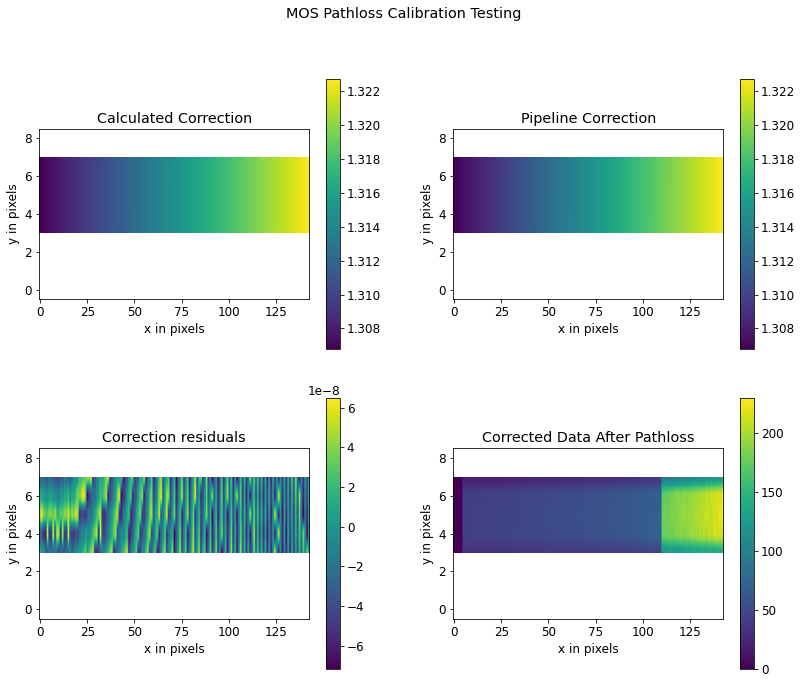 MOS Pathloss Calibration Testing
Calculated Correction
8
6
4
2
0
y in pixels
0 25 50 75 100 125
x in pixels
1.322
1.320
1.318
1.316
1.314
1.312
1.310
1.308
Pipeline Correction
8
6
4
2
0
y in pixels
0 25 50 75 100 125
x in pixels
1.322
1.320
1.318
1.316
1.314
1.312
1.310
1.308
Correction residuals
8
6
4
2
0
y in pixels
0 25 50 75 100 125
x in pixels
1e−8
6
4
2
0
−2
−4
−6
Corrected Data After Pathloss
8
6
4
2
0
y in pixels
0 25 50 75 100 125
x in pixels
200
150
100
50
0